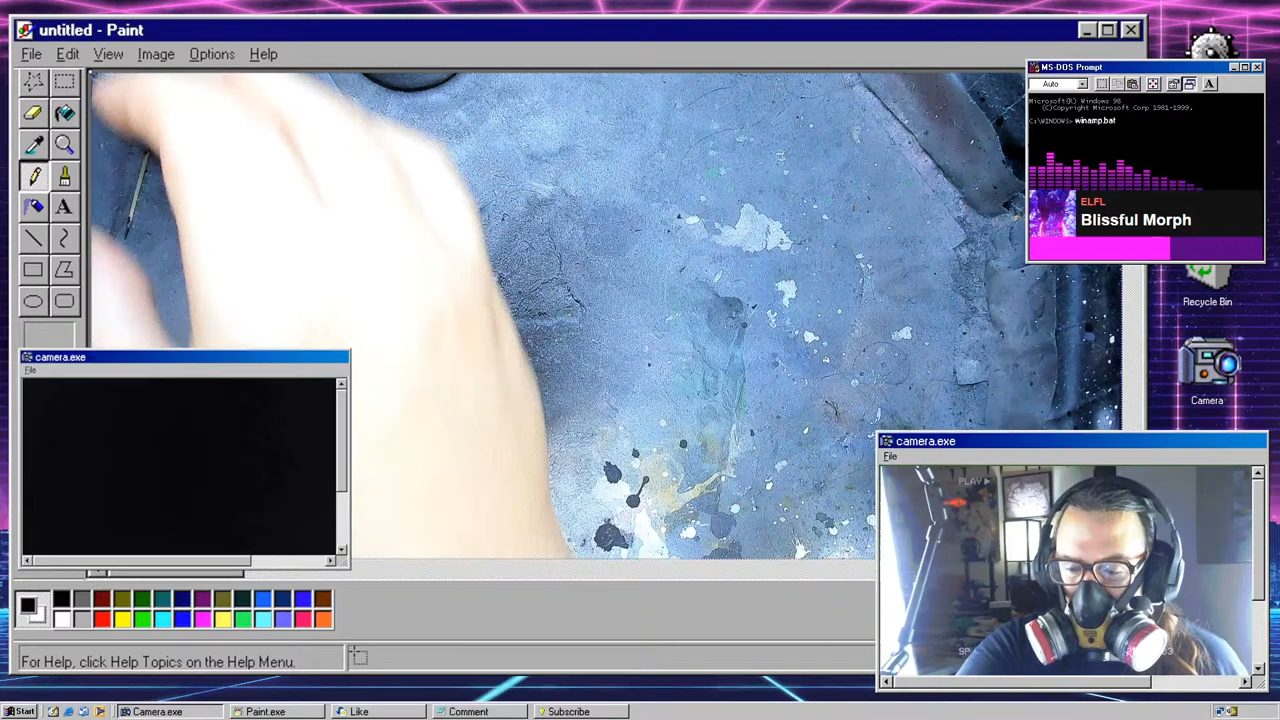 untitled - Paint
File Edit View Image Options Help
MS-DOS Prompt
Auto
A
Microsoft(R) Windows 98
(C)Copyright Microsoft Corp 1981-1999.
C:\WINDOWS> winamp.bat
ELFL
Blissful Morph
Recycle Bin
Camera
A
camera.exe
File
camera.exe
File
PLAY
SP
For Help, click Help Topics on the Help Menu.
Start Camera.exe Paint.exe Like Comment Subscribe